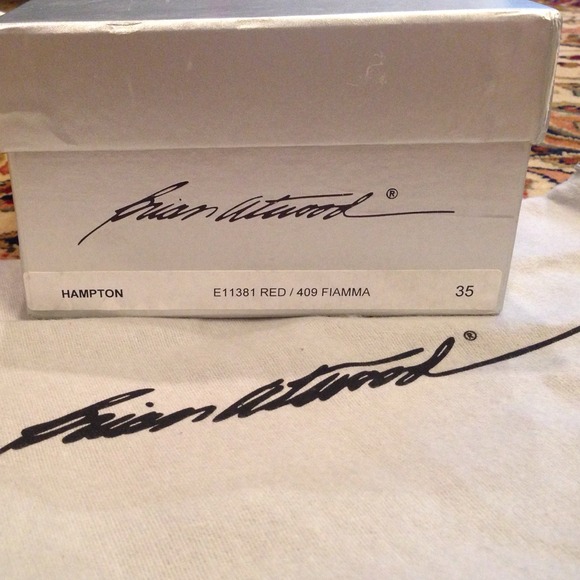 Brian Atwood ®
HAMPTON E11381 RED / 409 FIAMMA 35
Brian Atwood ®